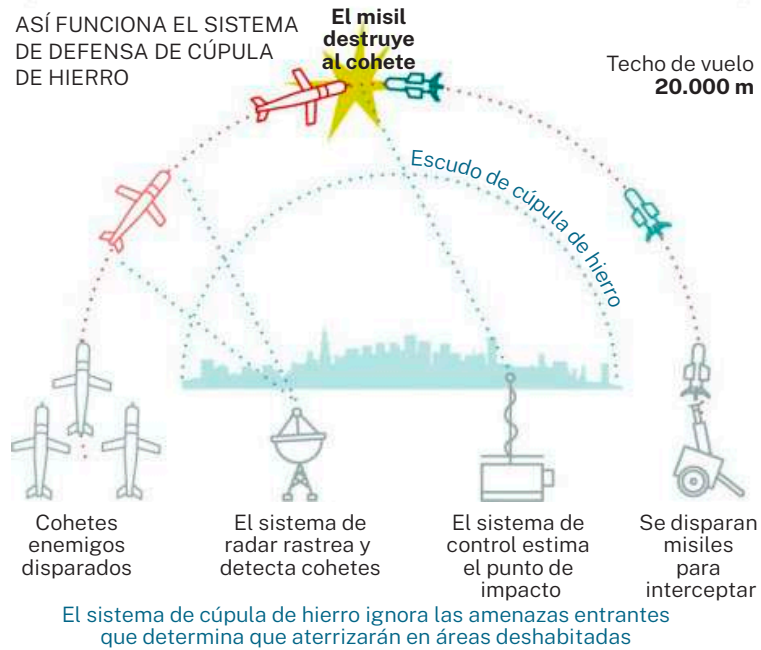 ASÍ FUNCIONA EL SISTEMA
DE DEFENSA DE CÚPULA
DE HIERRO
El misil
destruye
al cohete
Techo de vuelo
20.000 m
Escudo de cúpula de hierro
Cohetes
enemigos
disparados
El sistema de
radar rastrea y
detecta cohetes
El sistema de
control estima
el punto de
impacto
Se disparan
misiles
para
interceptar
El sistema de cúpula de hierro ignora las amenazas entrantes
que determina que aterrizarán en áreas deshabitadas